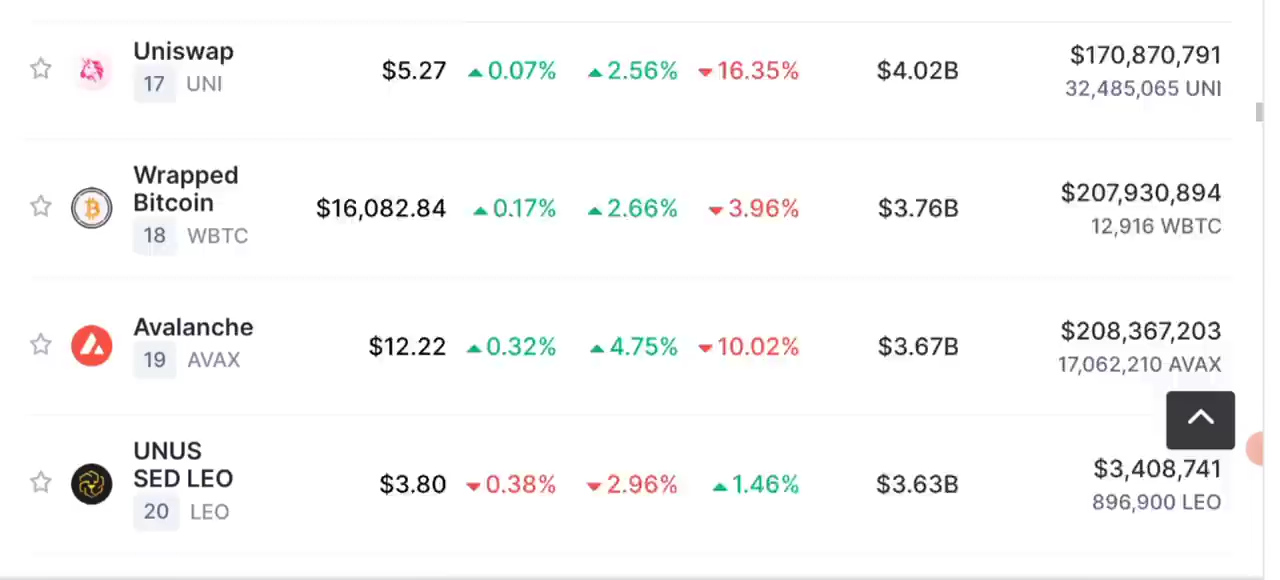 Uniswap
17 UNI
$5.27 0.07% 2.56% 16.35% $4.02B
$170,870,791
32,485,065 UNI
Wrapped
Bitcoin
18 WBTC
$16,082.84 0.17% 2.66% 3.96% $3.76B
$207,930,894
12,916 WBTC
Avalanche
19 AVAX
$12.22 0.32% 4.75% 10.02% $3.67B
$208,367,203
17,062,210 AVAX
UNUS
SED LEO
20 LEO
$3.80 0.38% 2.96% 1.46% $3.63B
$3,408,741
896,900 LEO